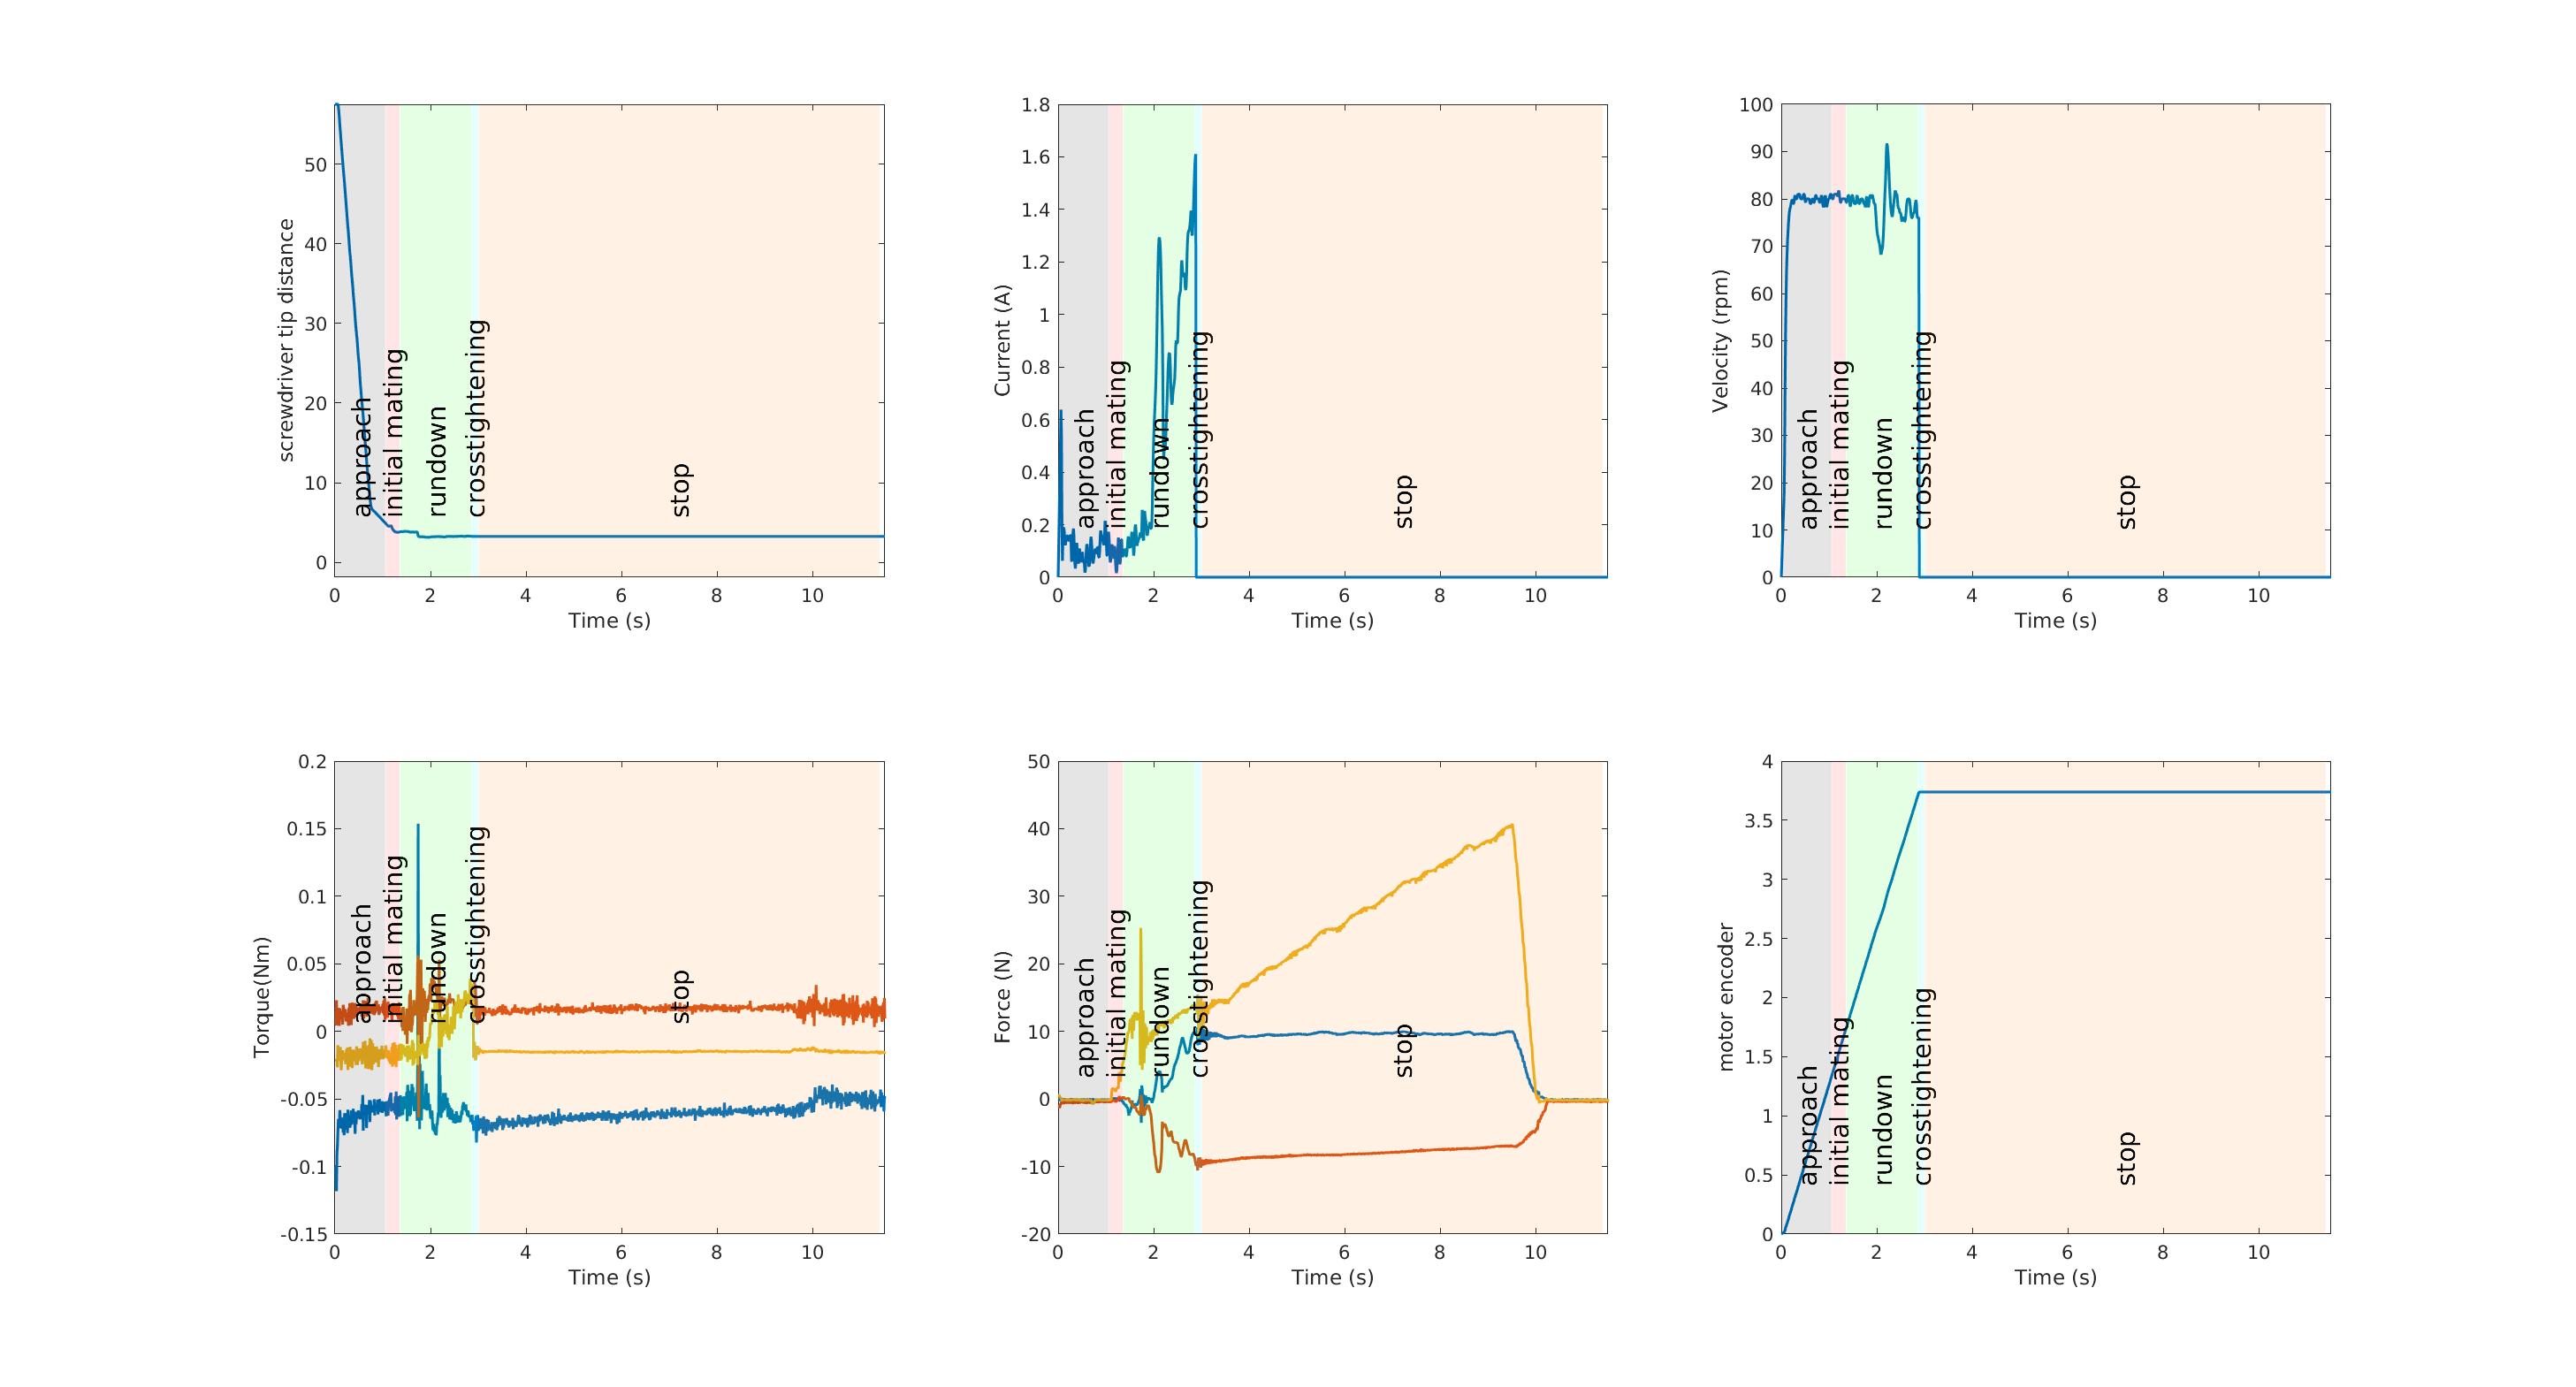 screwdriver tip distance
50
40
30
20
10
0
approach
initial mating
rundown
crosstightening
stop
0 2 4 6 8 10
Time (s)
Current (A)
1.8
1.6
1.4
1.2
1
0.8
0.6
0.4
0.2
0
approach
initial mating
rundown
crosstightening
stop
0 2 4 6 8 10
Time (s)
Velocity (rpm)
100
90
80
70
60
50
40
30
20
10
0
approach
initial mating
rundown
crosstightening
stop
0 2 4 6 8 10
Time (s)
Torque(Nm)
0.2
0.15
0.1
0.05
0
-0.05
-0.1
-0.15
approach
initial mating
rundown
crosstightening
stop
0 2 4 6 8 10
Time (s)
Force (N)
50
40
30
20
10
0
-10
-20
approach
initial mating
rundown
crosstightening
stop
0 2 4 6 8 10
Time (s)
motor encoder
4
3.5
3
2.5
2
1.5
1
0.5
0
approach
initial mating
rundown
crosstightening
stop
0 2 4 6 8 10
Time (s)